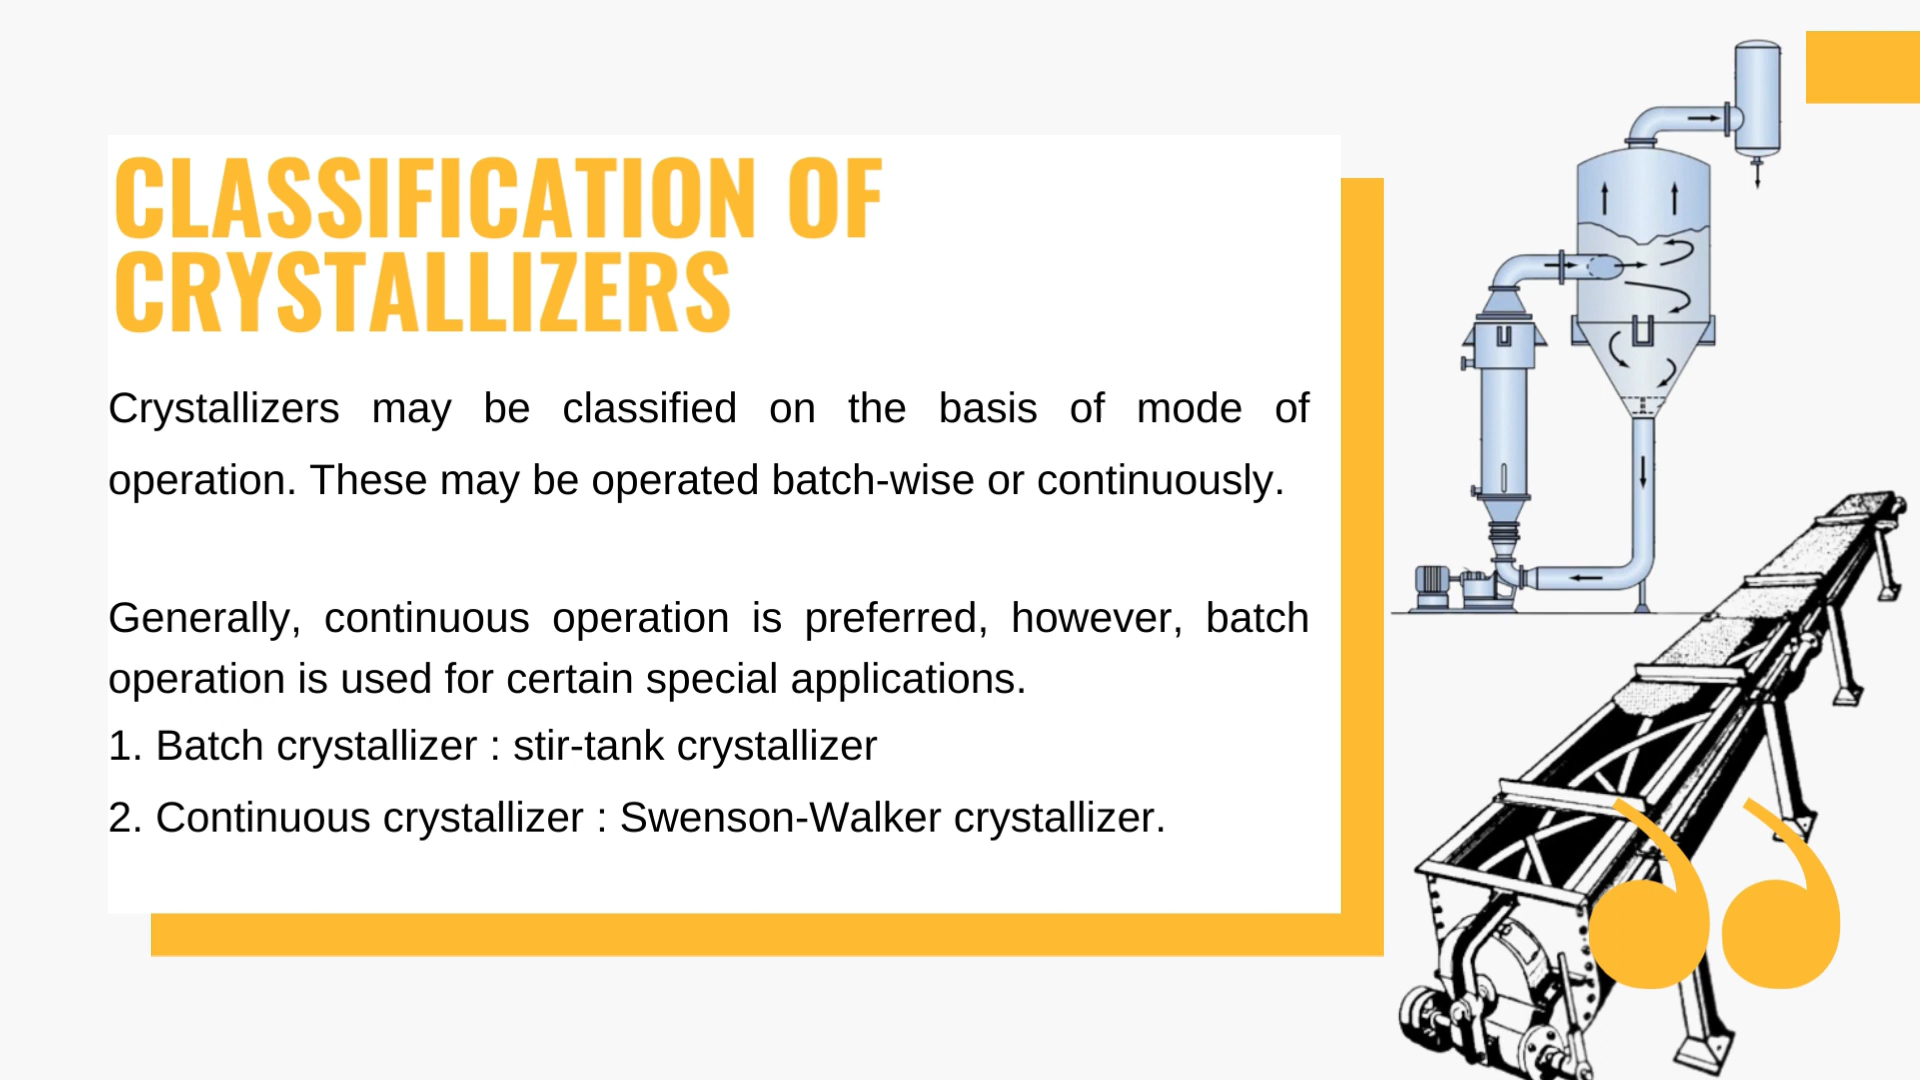 CLASSIFICATION OF
CRYSTALLIZERS
Crystallizers may be classified on the basis of mode of
operation. These may be operated batch-wise or continuously.
Generally, continuous operation is preferred, however, batch
operation is used for certain special applications.
1. Batch crystallizer : stir-tank crystallizer
2. Continuous crystallizer : Swenson-Walker crystallizer.